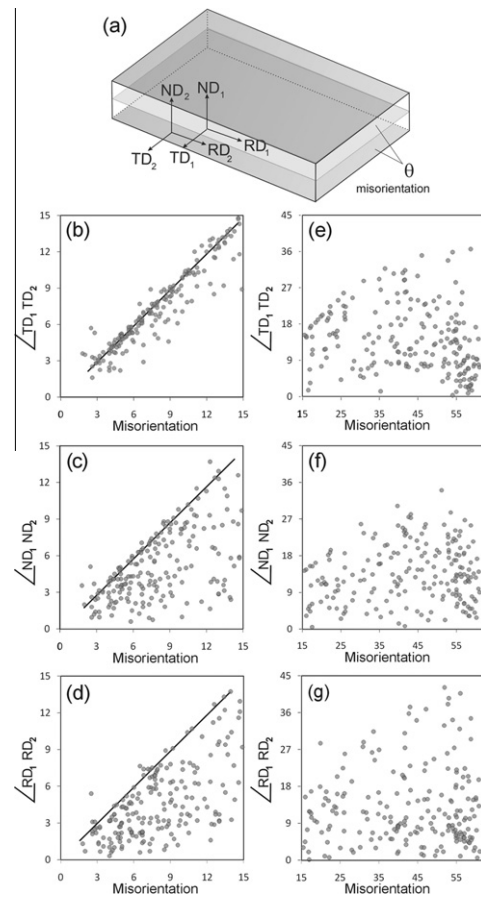 (a)
ND₂ ND₁
TD₂ TD₁ RD₂ RD₁
θ
misorientation
(b)
∠TD₁ TD₂
15
12
9
6
3
0
0 3 6 9 12 15
Misorientation
(e)
∠TD₁ TD₂
45
36
27
18
9
0
15 25 35 45 55
Misorientation
(c)
∠ND₁ ND₂
15
12
9
6
3
0
0 3 6 9 12 15
Misorientation
(f)
∠ND₁ ND₂
45
36
27
18
9
0
15 25 35 45 55
Misorientation
(d)
∠RD₁ RD₂
15
12
9
6
3
0
0 3 6 9 12 15
Misorientation
(g)
∠RD₁ RD₂
45
36
27
18
9
0
15 25 35 45 55
Misorientation